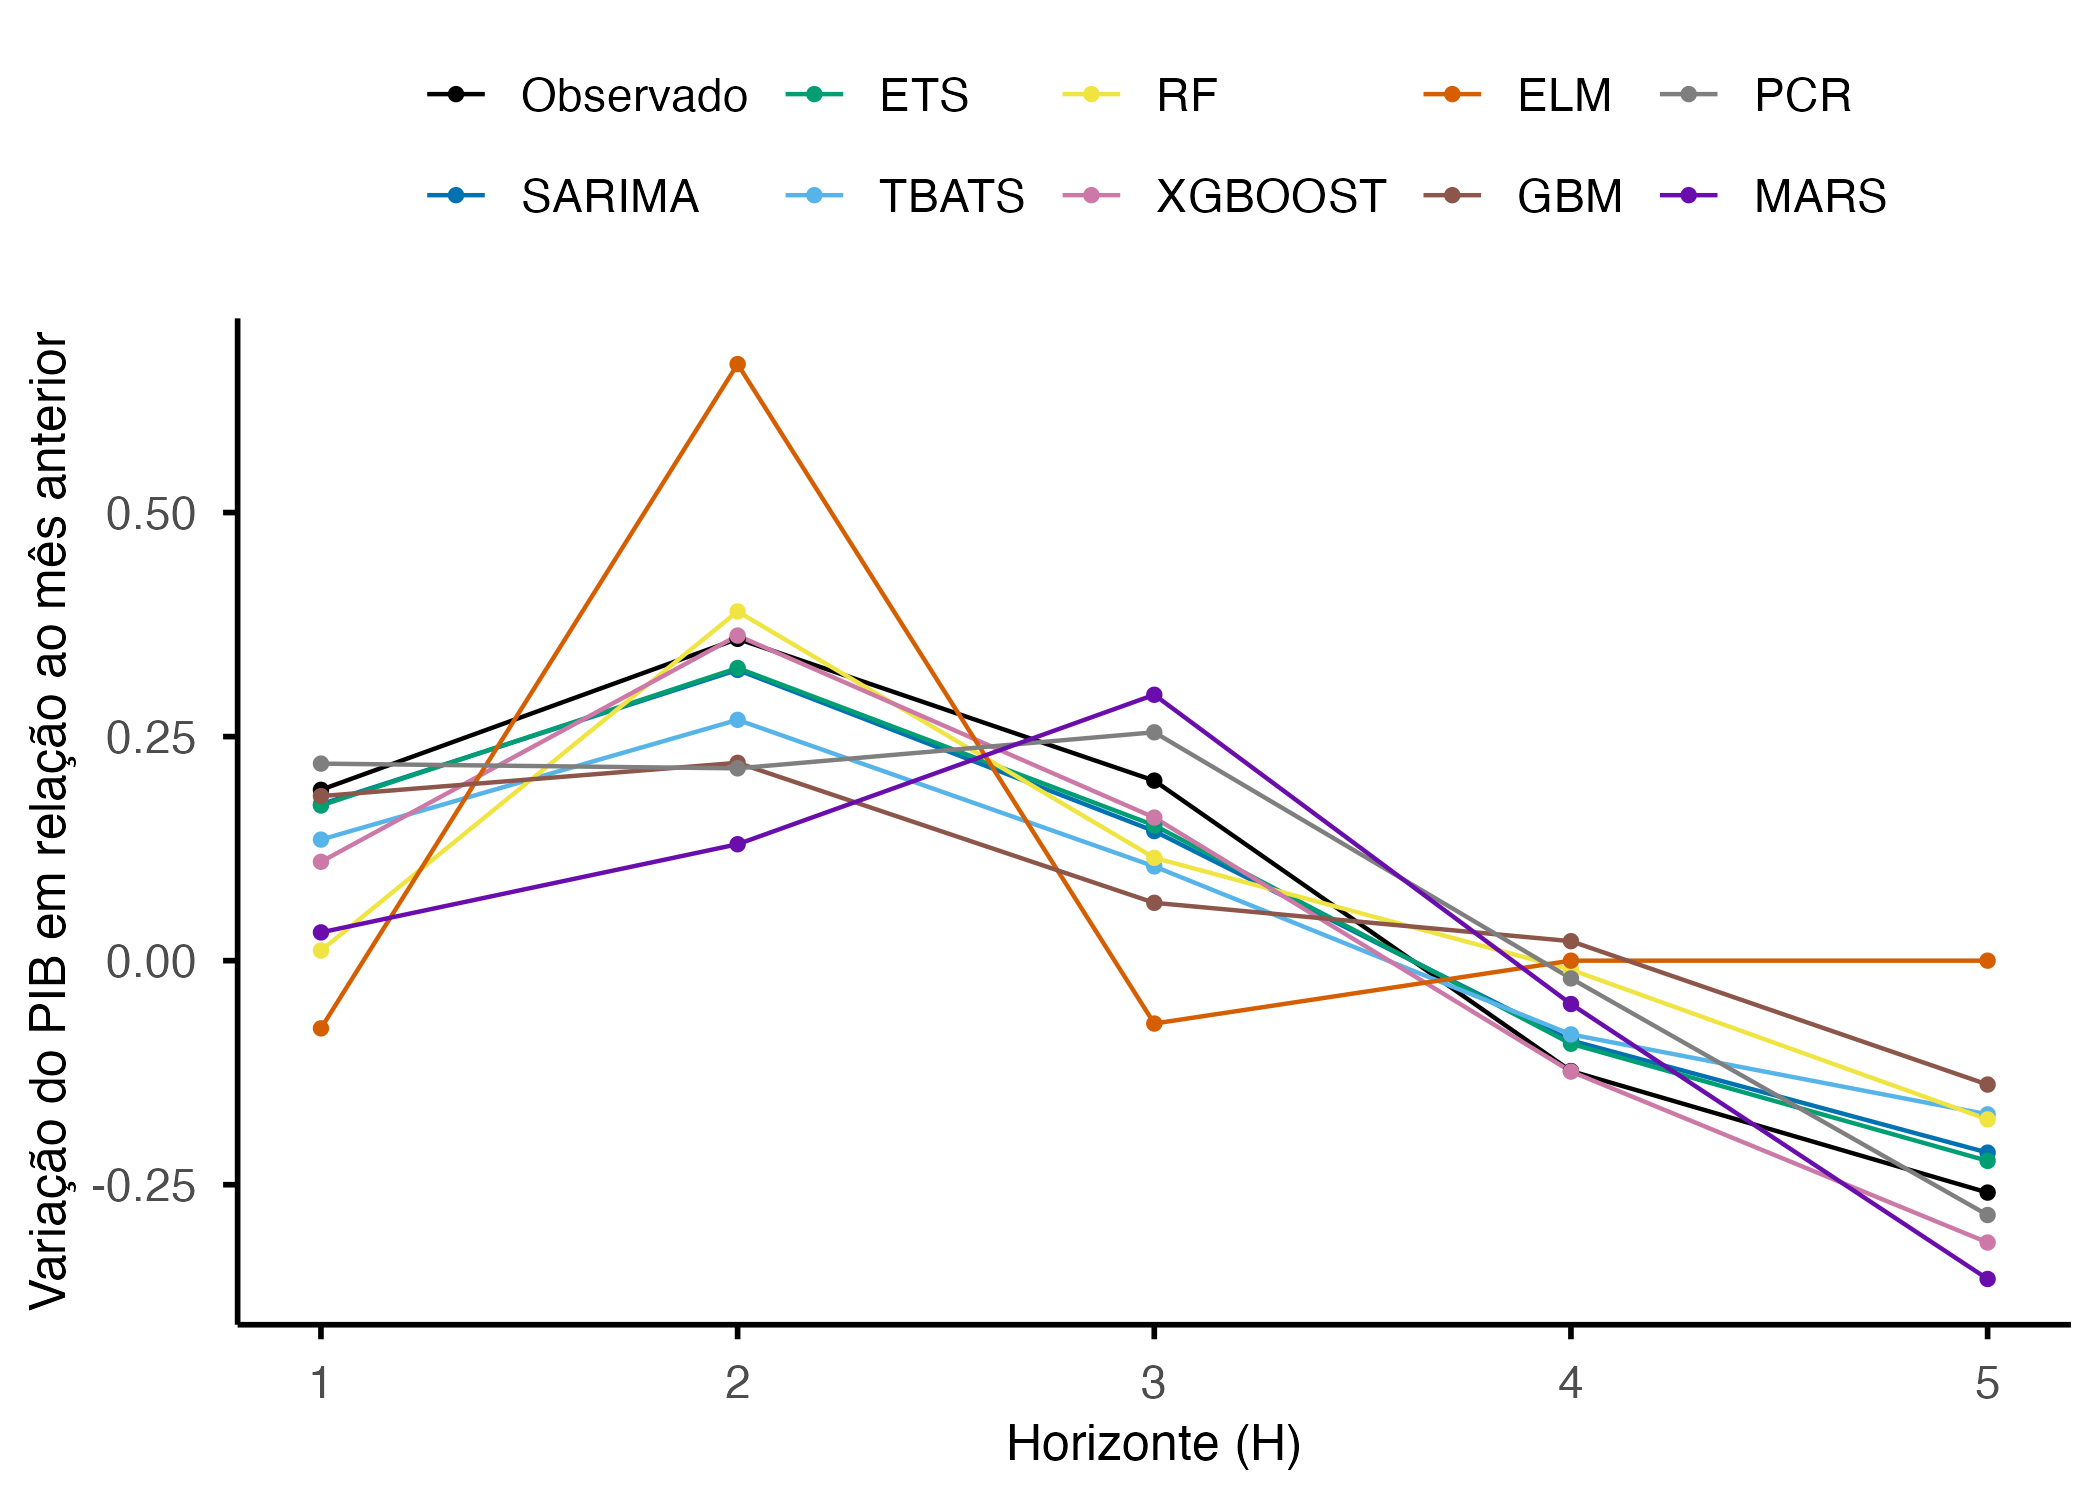 Observado ETS RF ELM PCR
SARIMA TBATS XGBOOST GBM MARS
Variação do PIB em relação ao mês anterior
0.50
0.25
0.00
-0.25
1 2 3 4 5
Horizonte (H)